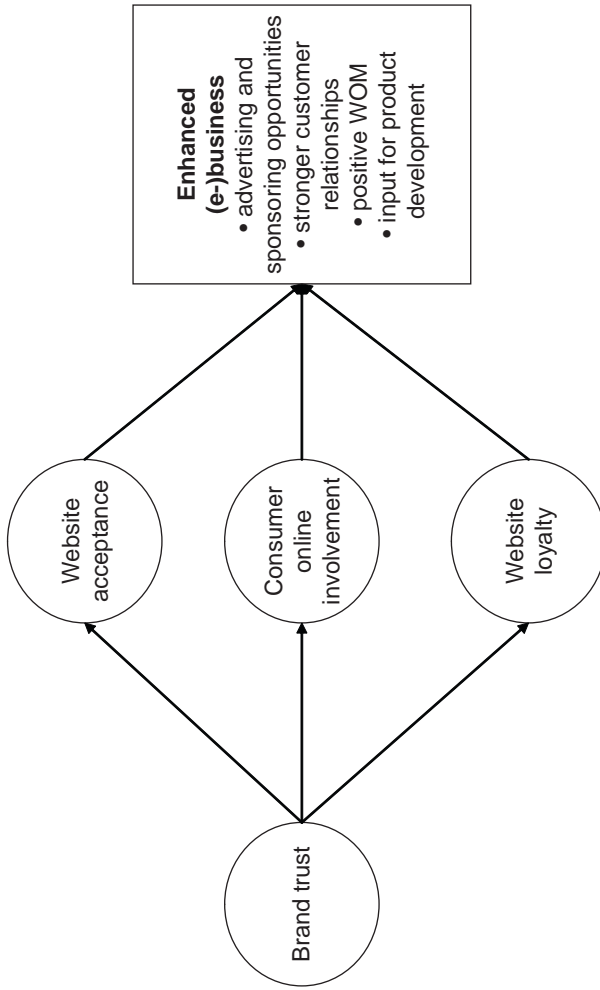 Brand trust
Website
acceptance
Consumer
online
involvement
Website
loyalty
Enhanced
(e-)business
• advertising and
sponsoring opportunities
• stronger customer
relationships
• positive WOM
• input for product
development